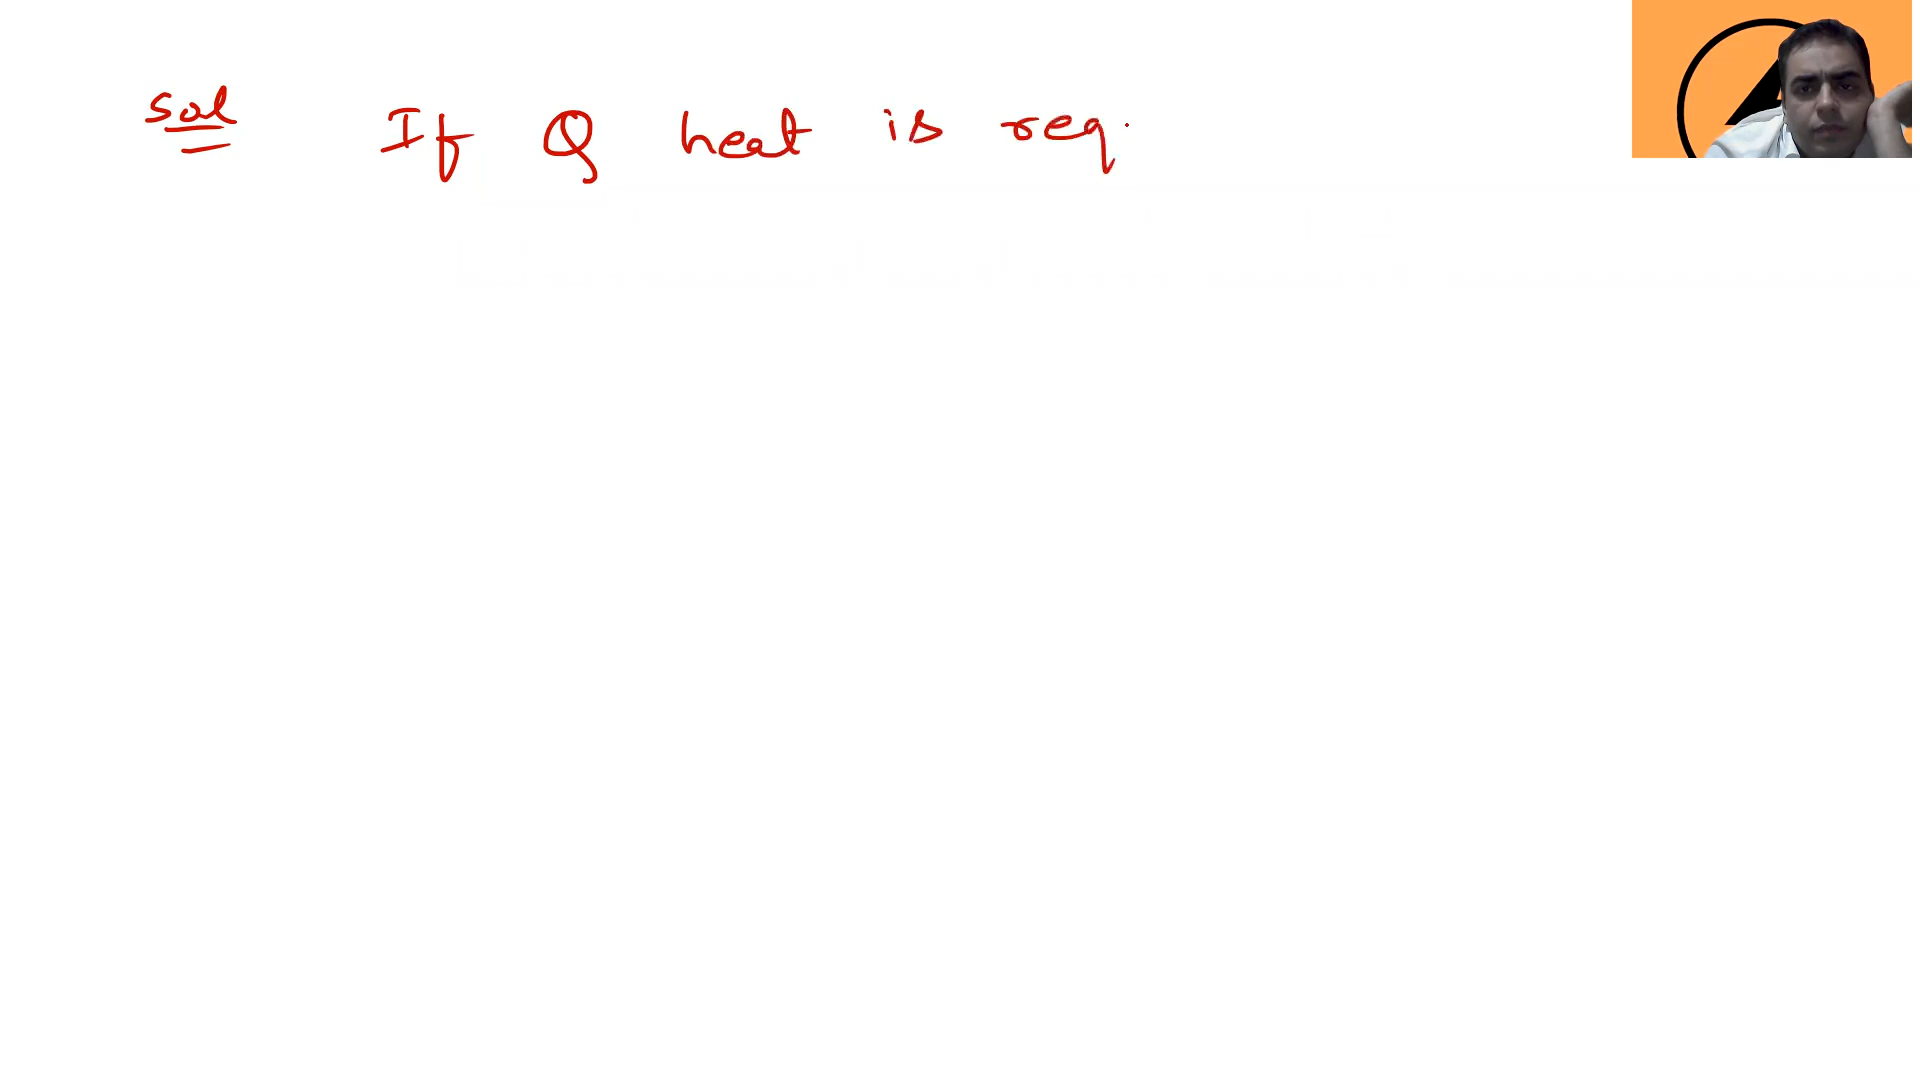 Sol If Q heat is req.